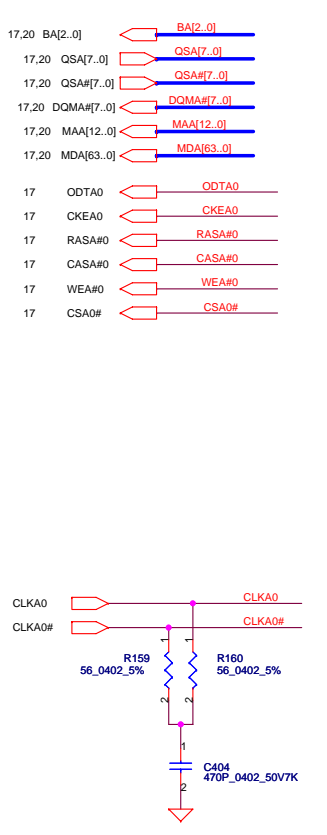 17,20 BA[2..0] BA[2..0]
17,20 QSA[7..0] QSA[7..0]
17,20 QSA#[7..0] QSA#[7..0]
17,20 DQMA#[7..0] DQMA#[7..0]
17,20 MAA[12..0] MAA[12..0]
17,20 MDA[63..0] MDA[63..0]
17 ODTA0 ODTA0
17 CKEA0 CKEA0
17 RASA#0 RASA#0
17 CASA#0 CASA#0
17 WEA#0 WEA#0
17 CSA0# CSA0#
CLKA0 CLKA0
CLKA0# CLKA0#
1 1
R159 R160
56_0402_5% 56_0402_5%
2 2
1
C404
470P_0402_50V7K
2